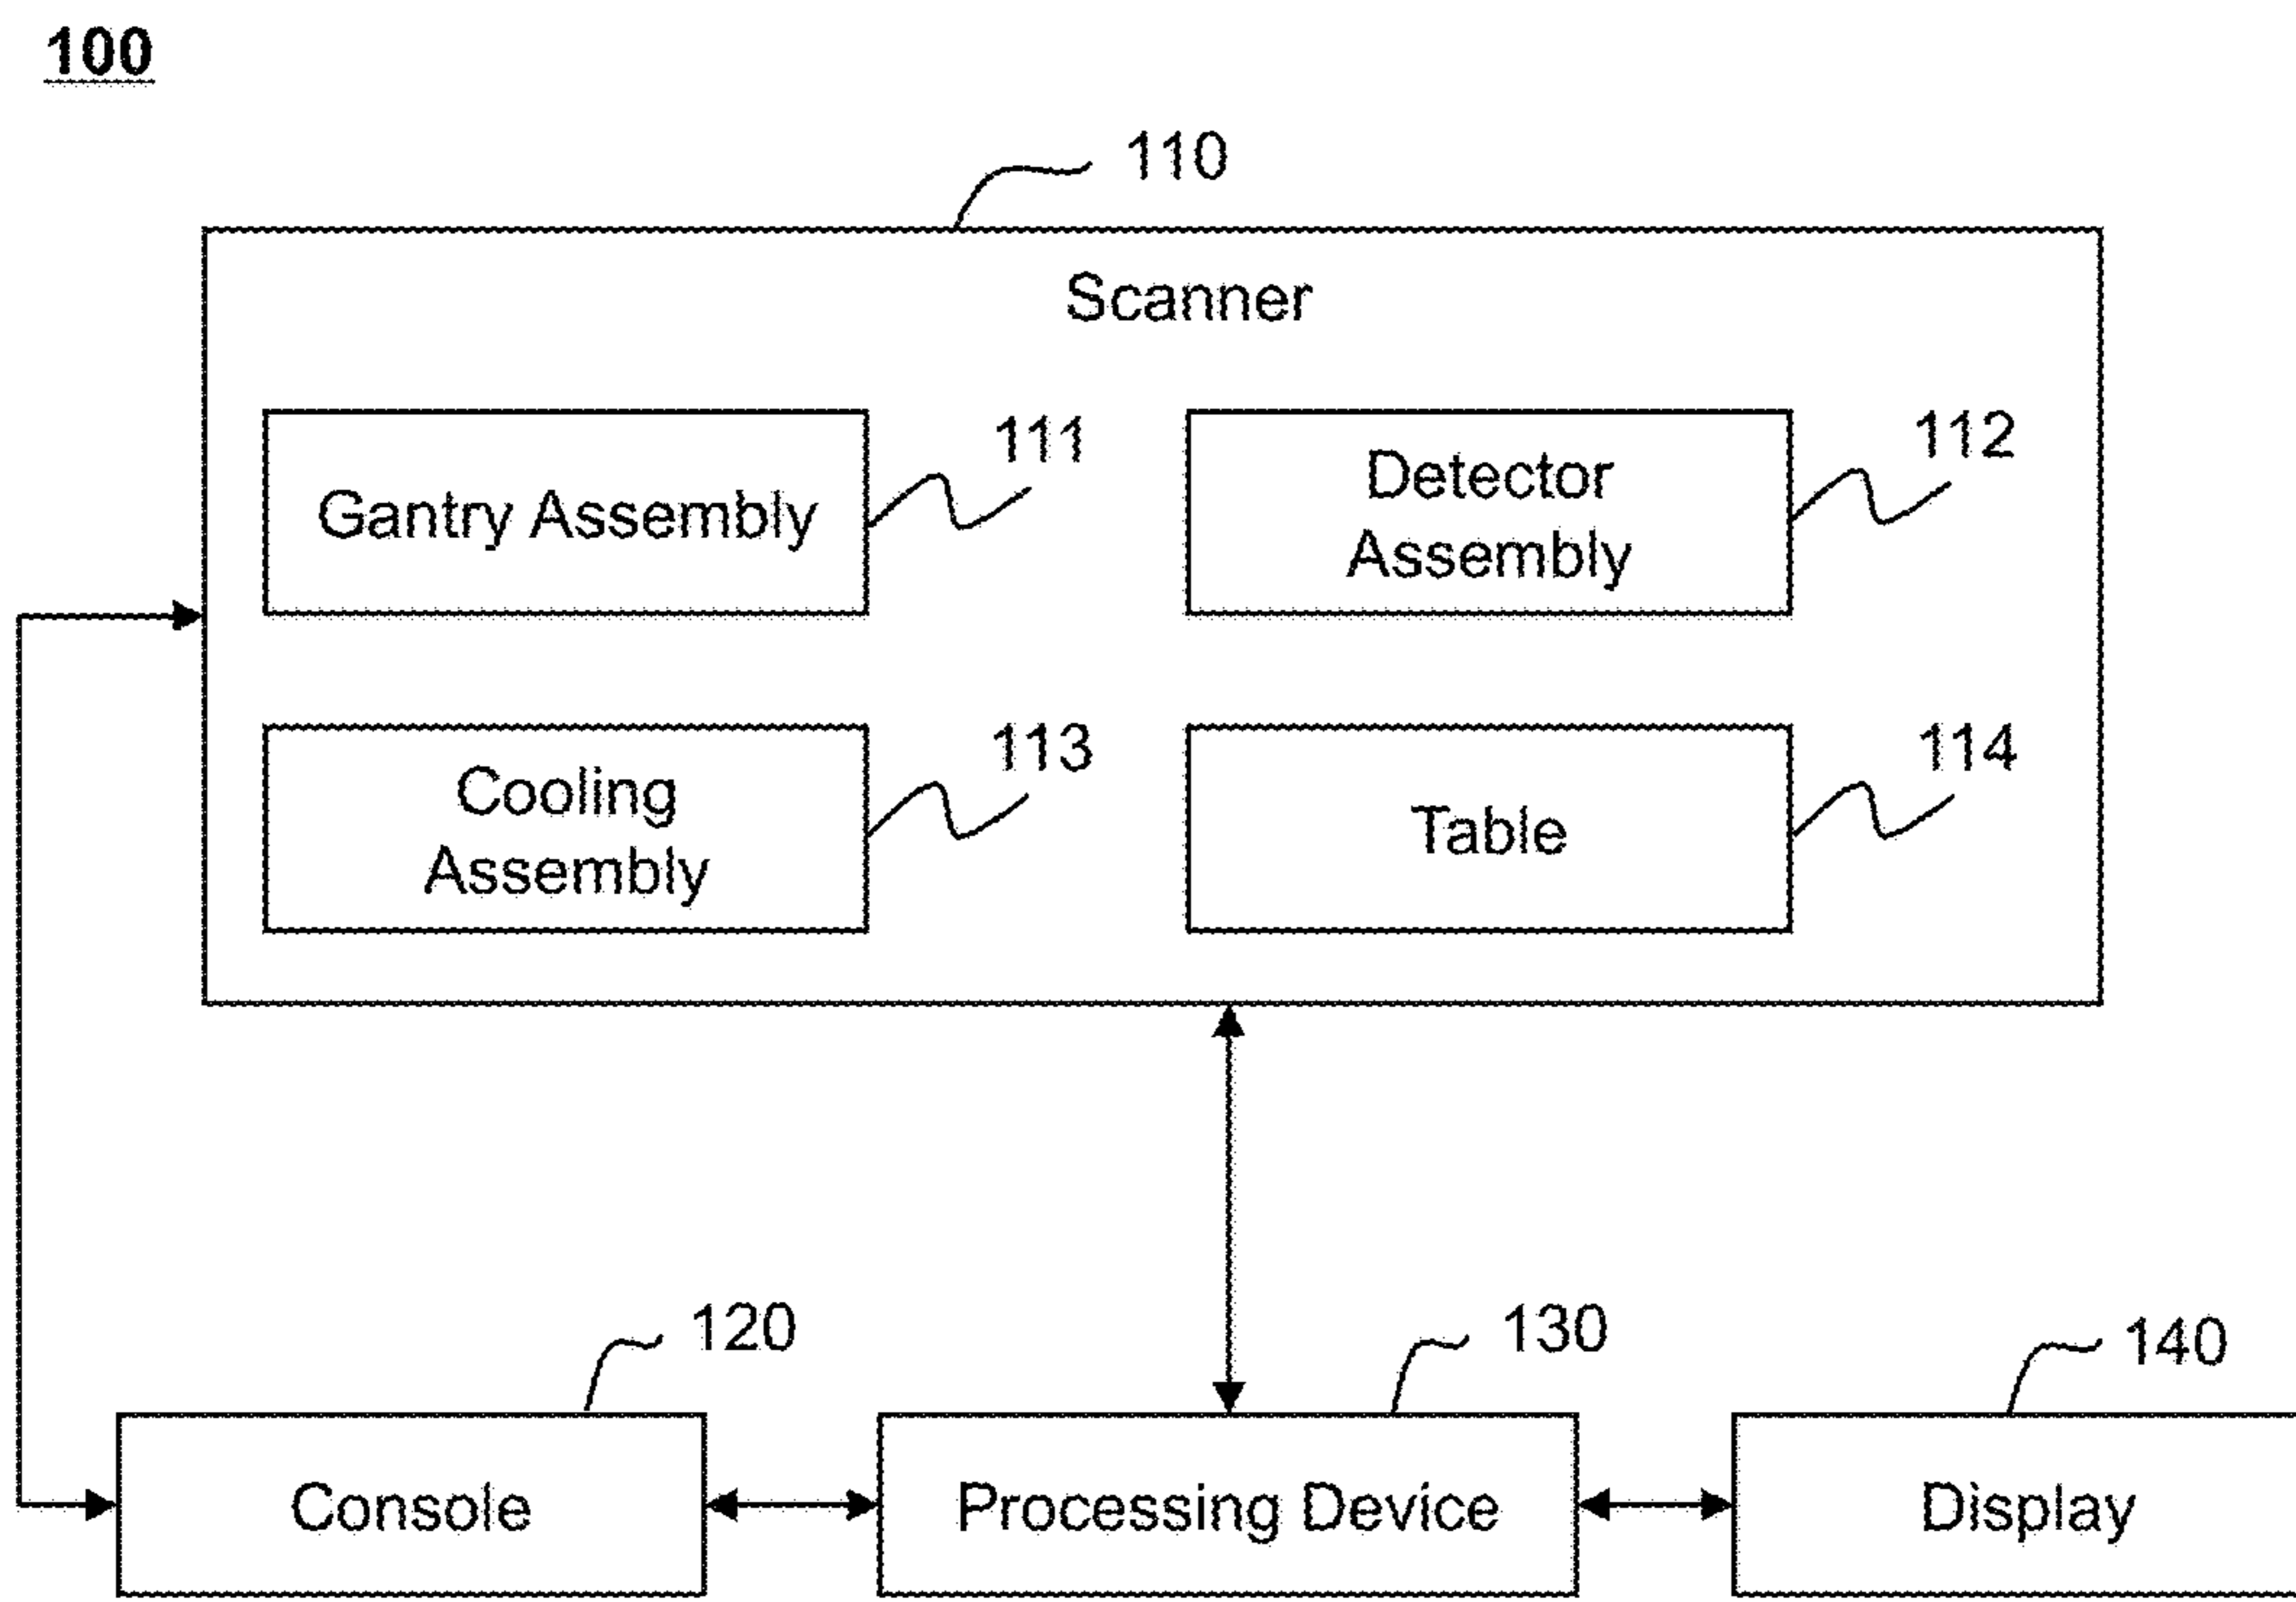 100
110
Scanner
111
Gantry Assembly
112
Detector
Assembly
113
Cooling
Assembly
114
Table
120
Console
130
Processing Device
140
Display